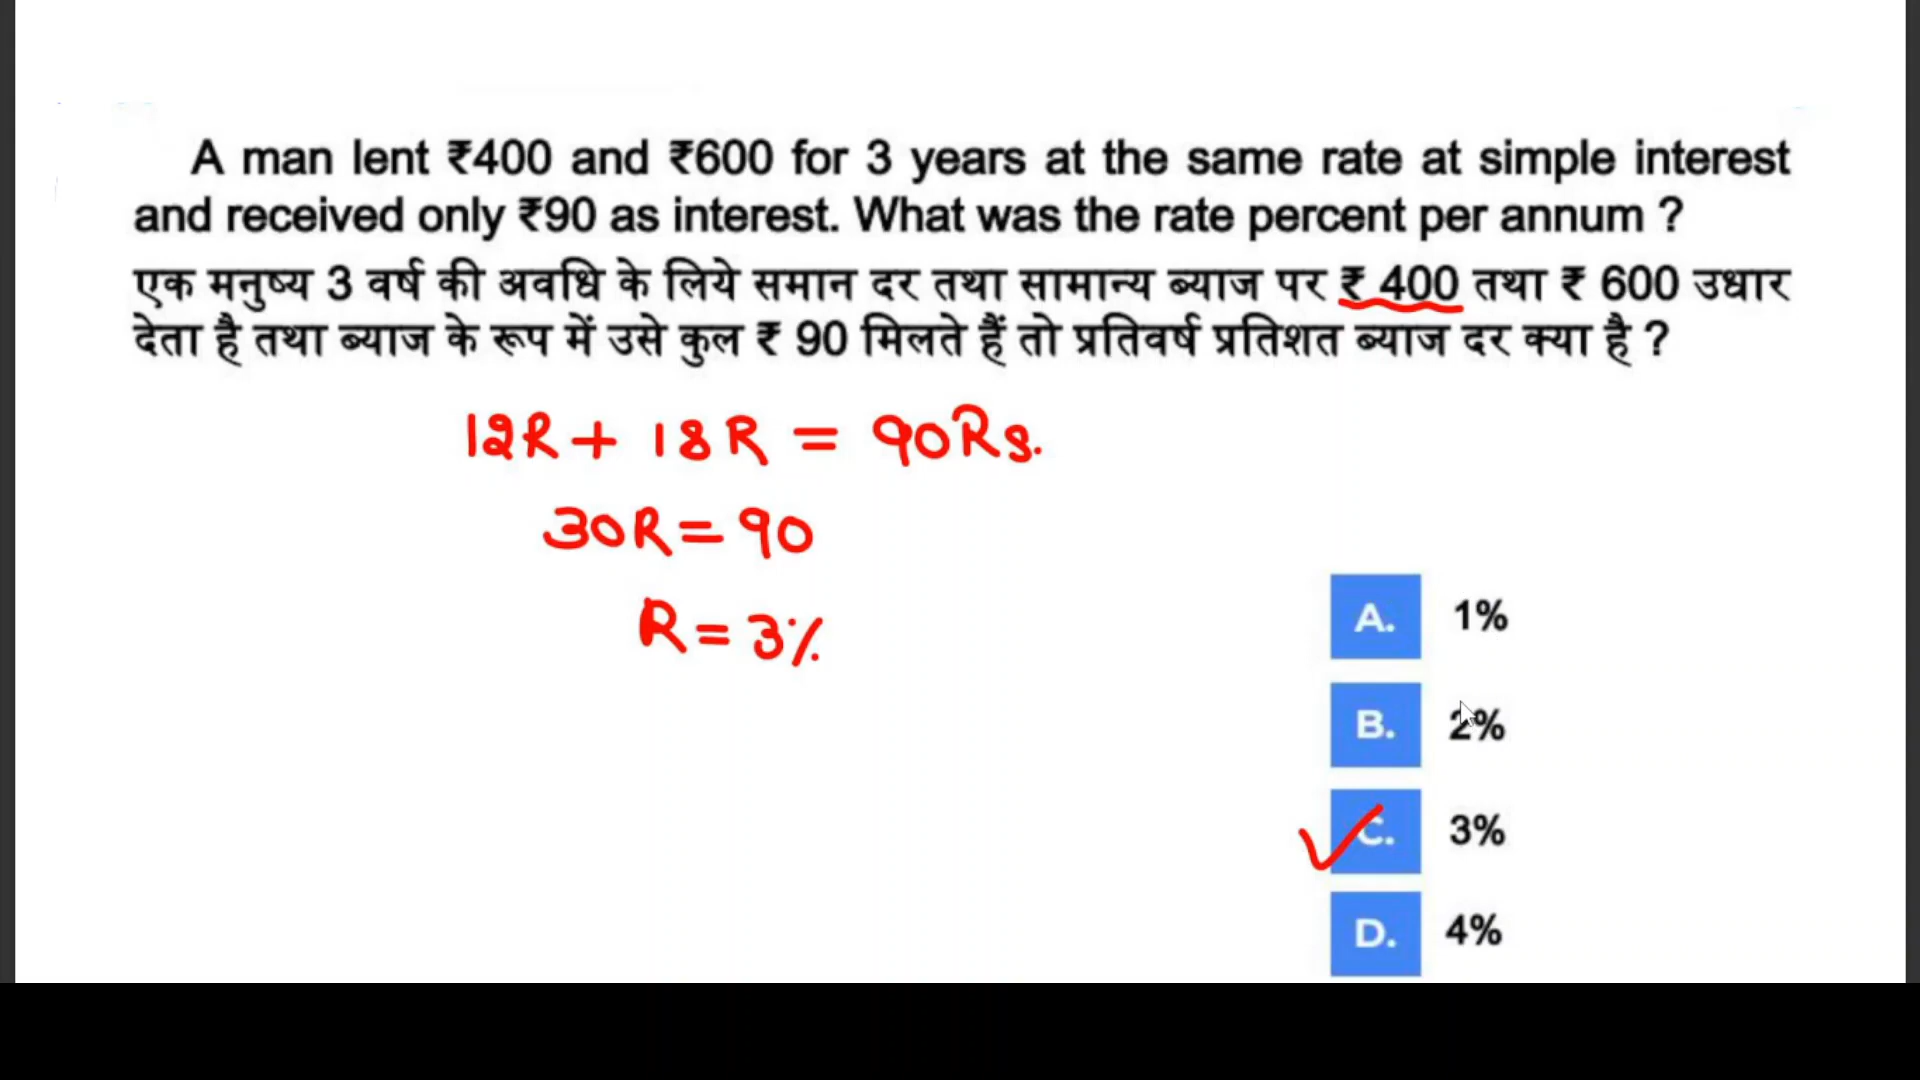 A man lent ₹400 and ₹600 for 3 years at the same rate at simple interest
and received only ₹90 as interest. What was the rate percent per annum ?
एक मनुष्य 3 वर्ष की अवधि के लिये समान दर तथा सामान्य ब्याज पर ₹ 400 तथा ₹ 600 उधार
देता है तथा ब्याज के रूप में उसे कुल ₹ 90 मिलते हैं तो प्रतिवर्ष प्रतिशत ब्याज दर क्या है ?
12R + 18R = 90Rs.
30R = 90
R = 3%
A. 1%
B. 2%
C. 3%
D. 4%